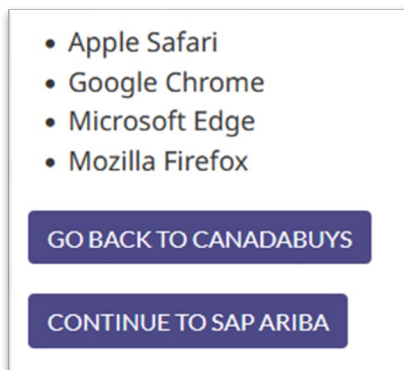 • Apple Safari
• Google Chrome
• Microsoft Edge
• Mozilla Firefox
GO BACK TO CANADABUYS
CONTINUE TO SAP ARIBA